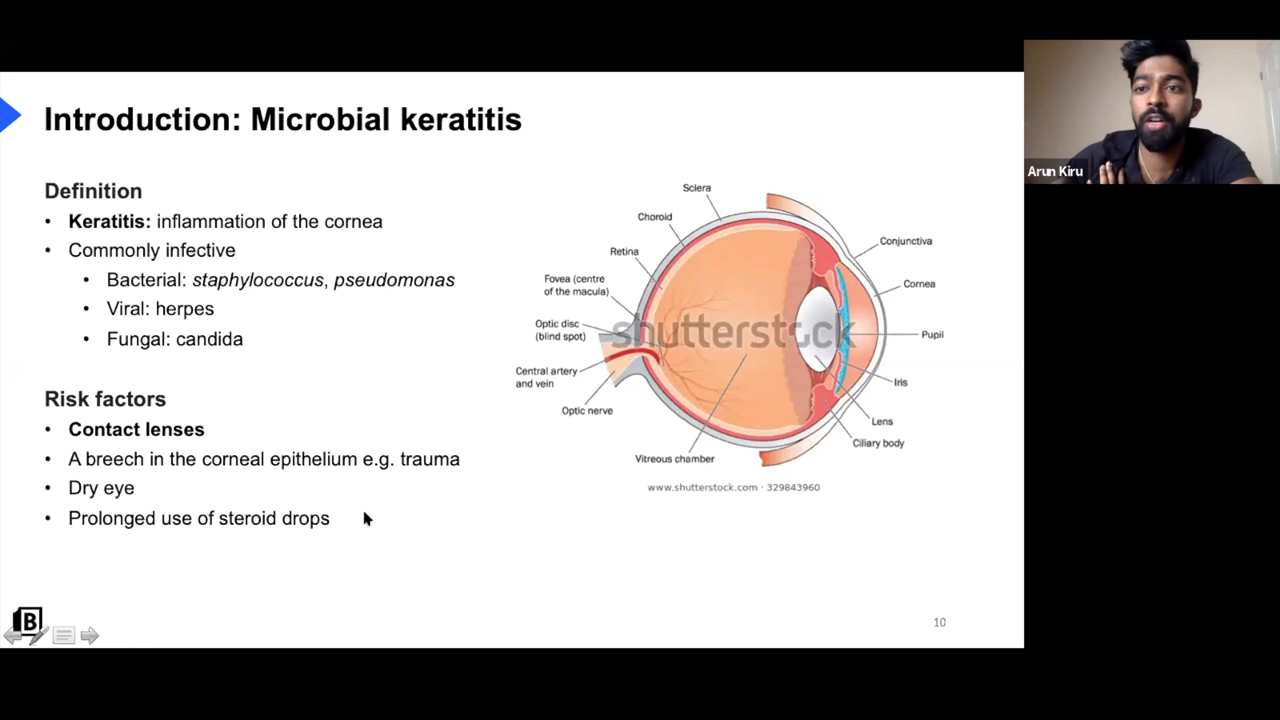 Introduction: Microbial keratitis
Definition
• Keratitis: inflammation of the cornea
• Commonly infective
• Bacterial: staphylococcus, pseudomonas
• Viral: herpes
• Fungal: candida
Risk factors
• Contact lenses
• A breech in the corneal epithelium e.g. trauma
• Dry eye
• Prolonged use of steroid drops
Sclera
Choroid
Retina
Fovea (centre
of the macula)
Optic disc
(blind spot)
Central artery
and vein
Optic nerve
Vitreous chamber
Conjunctiva
Cornea
Pupil
Iris
Lens
Ciliary body
shutterstock
www.shutterstock.com · 329843960
B
10
Arun Kiru